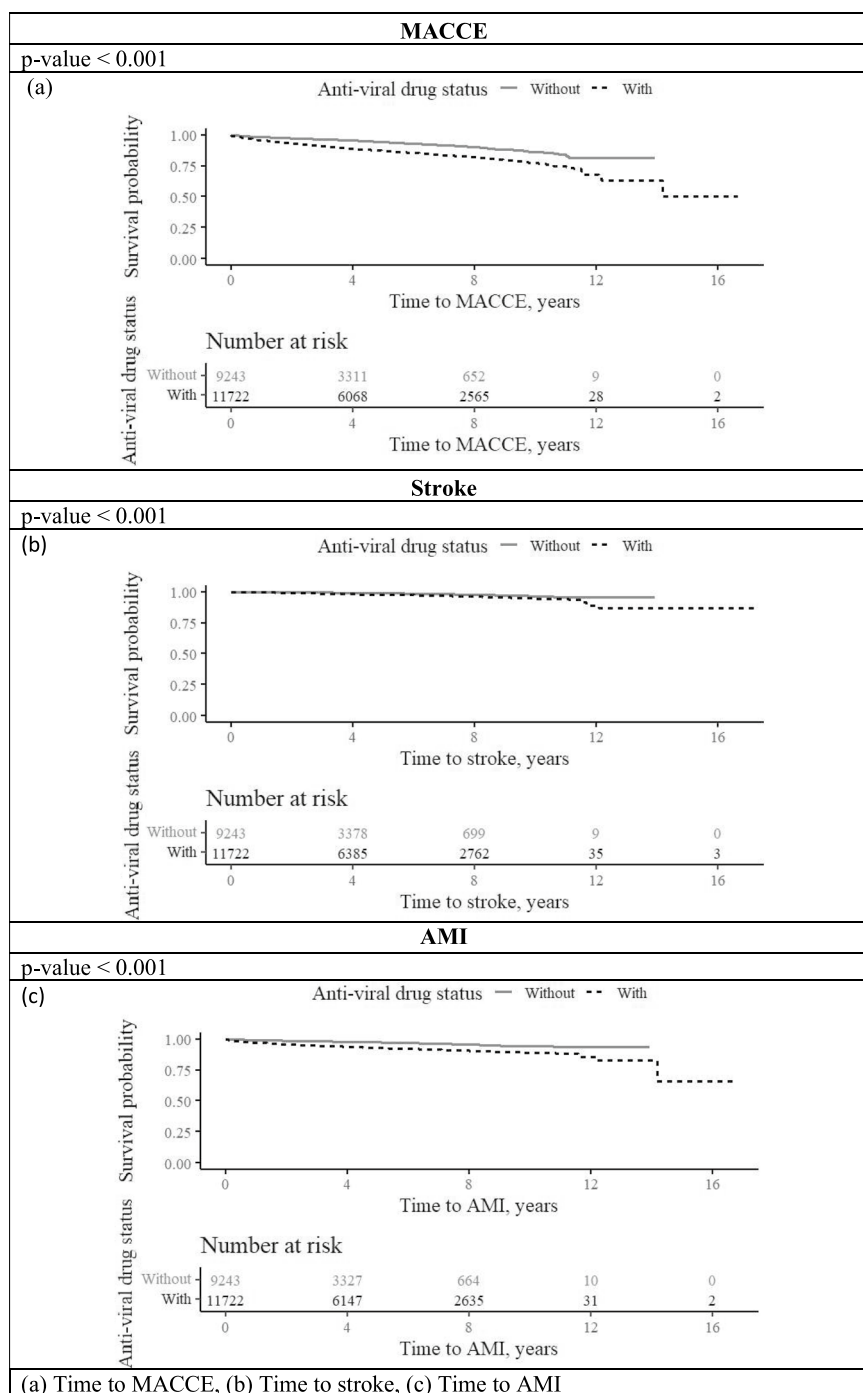 MACCE
p-value < 0.001
(a)
Anti-viral drug status Without With
Survival probability
1.00
0.75
0.50
0.25
0.00
0 4 8 12 16
Time to MACCE, years
Number at risk
Anti-viral drug status
Without 9243 3311 652 9 0
With 11722 6068 2565 28 2
0 4 8 12 16
Time to MACCE, years
Stroke
p-value < 0.001
(b)
Anti-viral drug status Without With
Survival probability
1.00
0.75
0.50
0.25
0.00
0 4 8 12 16
Time to stroke, years
Number at risk
Anti-viral drug status
Without 9243 3378 699 9 0
With 11722 6385 2762 35 3
0 4 8 12 16
Time to stroke, years
AMI
p-value < 0.001
(c)
Anti-viral drug status Without With
Survival probability
1.00
0.75
0.50
0.25
0.00
0 4 8 12 16
Time to AMI, years
Number at risk
Anti-viral drug status
Without 9243 3327 664 10 0
With 11722 6147 2635 31 2
0 4 8 12 16
Time to AMI, years
(a) Time to MACCE, (b) Time to stroke, (c) Time to AMI